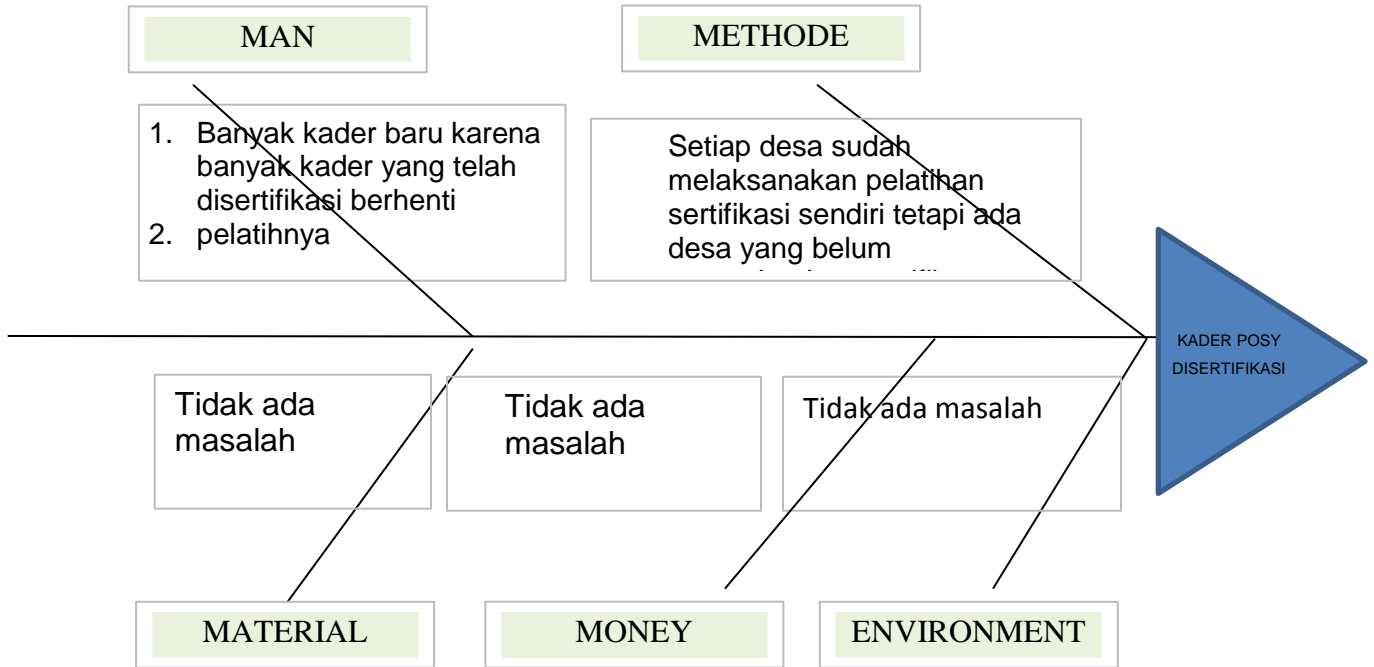 MAN
METHODE
1. Banyak kader baru karena
banyak kader yang telah
disertifikasi berhenti
2. pelatihnya
Setiap desa sudah
melaksanakan pelatihan
sertifikasi sendiri tetapi ada
desa yang belum
KADER POSY
DISERTIFIKASI
Tidak ada
masalah
Tidak ada
masalah
Tidak ada masalah
MATERIAL
MONEY
ENVIRONMENT